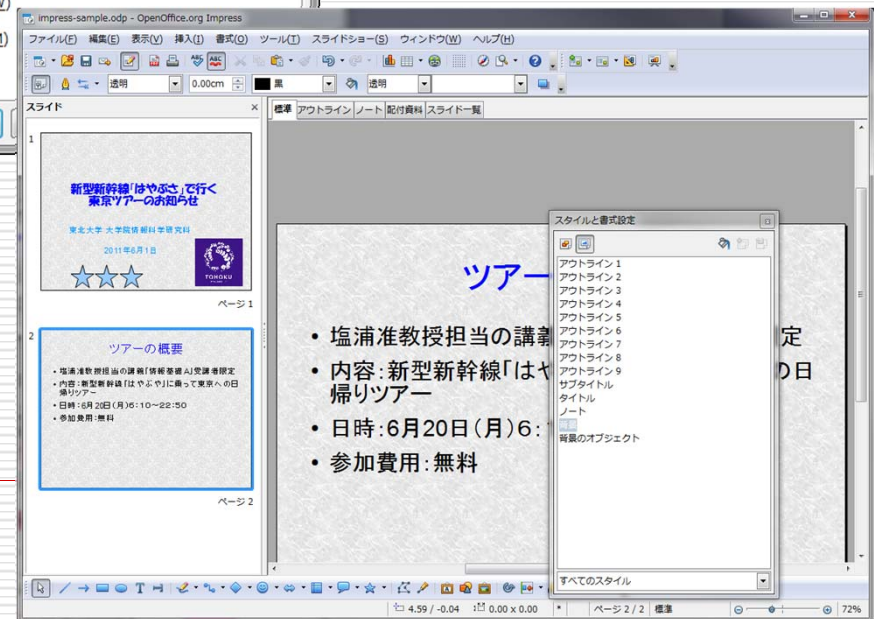 impress-sample.odp - OpenOffice.org Impress
ファイル(F) 編集(E) 表示(V) 挿入(I) 書式(O) ツール(T) スライドショー(S) ウィンドウ(W) ヘルプ(H)
透明 0.00cm 黒 透明
スライド
標準 アウトライン ノート 配付資料 スライド一覧
1
新型新幹線「はやぶさ」で行く
東京ツアーのお知らせ
東北大学 大学院情報科学研究科
2011年6月1日
TOHOKU
ページ 1
2
ツアーの概要
• 塩浦准教授担当の講義「情報基礎A」受講者限定
• 内容:新型新幹線「はやぶや」に乗って東京への日
帰りツアー
• 日時:6月20日(月)6:10〜22:50
• 参加費用:無料
ページ 2
ツアー
• 塩浦准教授担当の講義 定
• 内容:新型新幹線「はや の日
帰りツアー
• 日時:6月20日(月)6:
• 参加費用:無料
スタイルと書式設定
アウトライン 1
アウトライン 2
アウトライン 3
アウトライン 4
アウトライン 5
アウトライン 6
アウトライン 7
アウトライン 8
アウトライン 9
サブタイトル
タイトル
ノート
背景
背景のオブジェクト
すべてのスタイル
4.59 / -0.04 0.00 x 0.00 * ページ 2 / 2 標準 72%